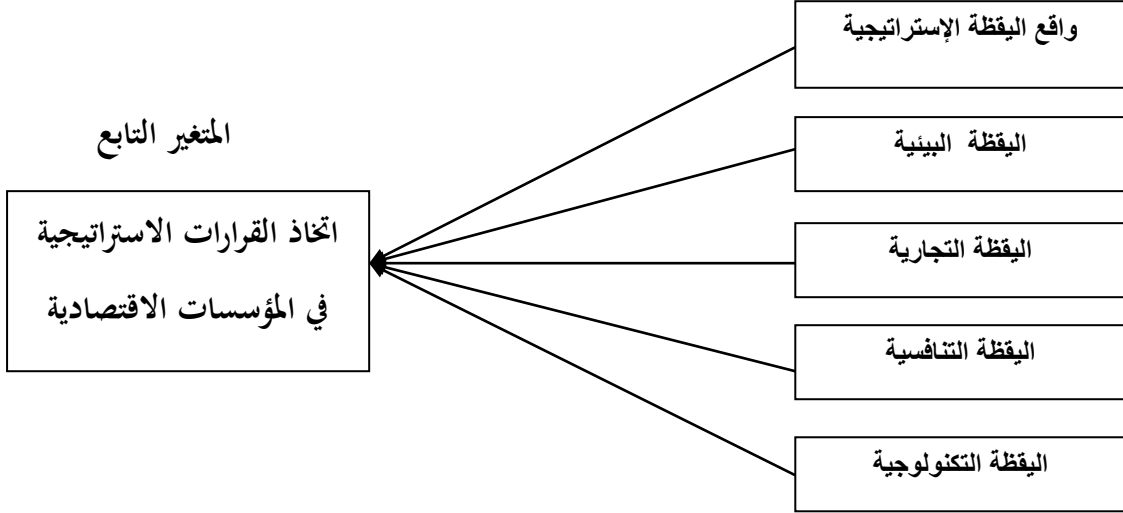 واقع اليقظة الإستراتيجية
اليقظة البيئية
اليقظة التجارية
اليقظة التنافسية
اليقظة التكنولوجية
المتغير التابع
اتخاذ القرارات الاستراتيجية
في المؤسسات الاقتصادية